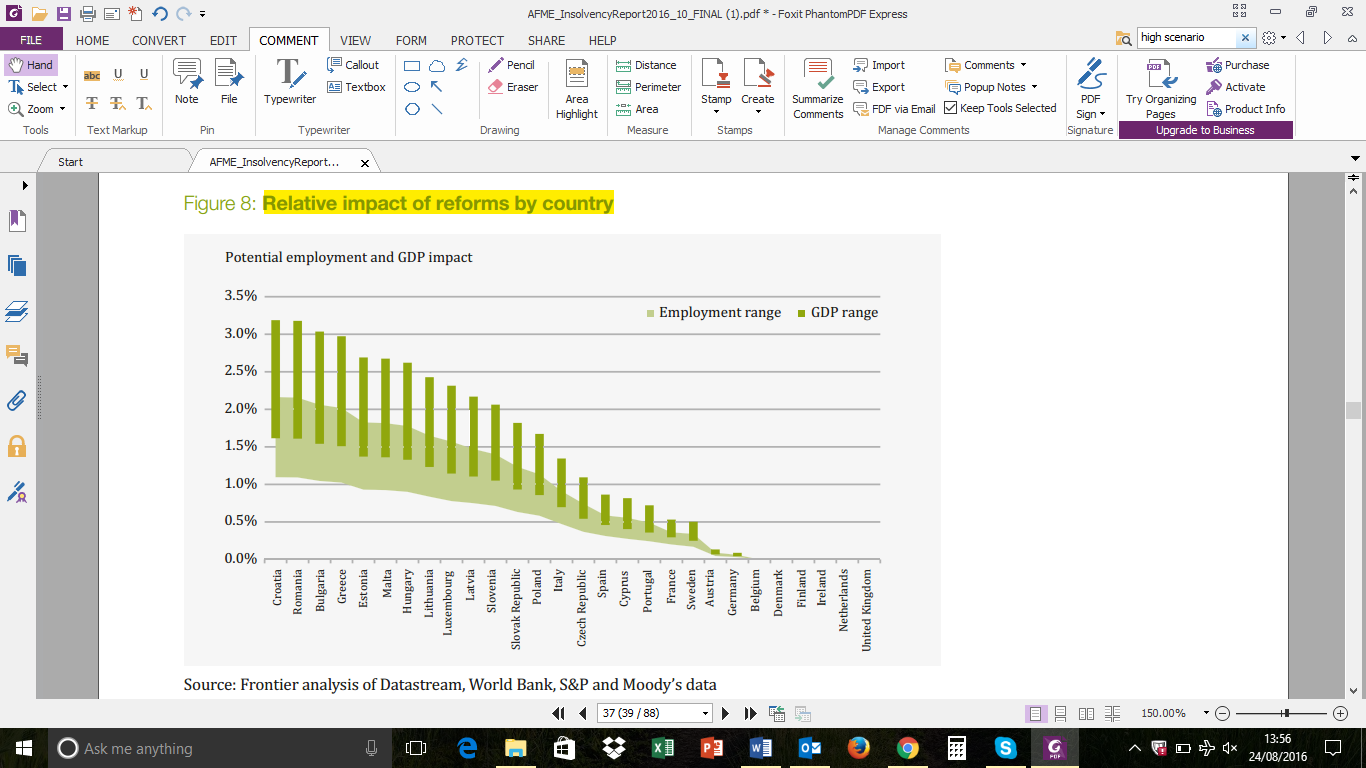 AFME_InsolvencyReport2016_10_FINAL (1).pdf * - Foxit PhantomPDF Express
FILE HOME CONVERT EDIT COMMENT VIEW FORM PROTECT SHARE HELP high scenario
Hand
Select
Zoom
Tools
abc U U
T T T
Text Markup
Note File
Pin
Typewriter
Callout
Textbox
Typewriter
Pencil
Eraser
Area
Highlight
Drawing
Distance
Perimeter
Area
Measure
Stamp Create
Stamps
Summarize
Comments
Import
Export
FDF via Email
Comments
Popup Notes
Keep Tools Selected
Manage Comments
PDF
Sign
Signature
PDF
Try Organizing
Pages
Purchase
Activate
Product Info
Upgrade to Business
Start AFME_InsolvencyReport...
Figure 8: Relative impact of reforms by country
Potential employment and GDP impact
3.5%
3.0%
2.5%
2.0%
1.5%
1.0%
0.5%
0.0%
Employment range GDP range
Croatia
Romania
Bulgaria
Greece
Estonia
Malta
Hungary
Lithuania
Luxembourg
Latvia
Slovenia
Slovak Republic
Poland
Italy
Czech Republic
Spain
Cyprus
Portugal
France
Sweden
Austria
Germany
Belgium
Denmark
Finland
Ireland
Netherlands
United Kingdom
Source: Frontier analysis of Datastream, World Bank, S&P and Moody's data
37 (39 / 88) 150.00%
Ask me anything
PDF
13:56
24/08/2016